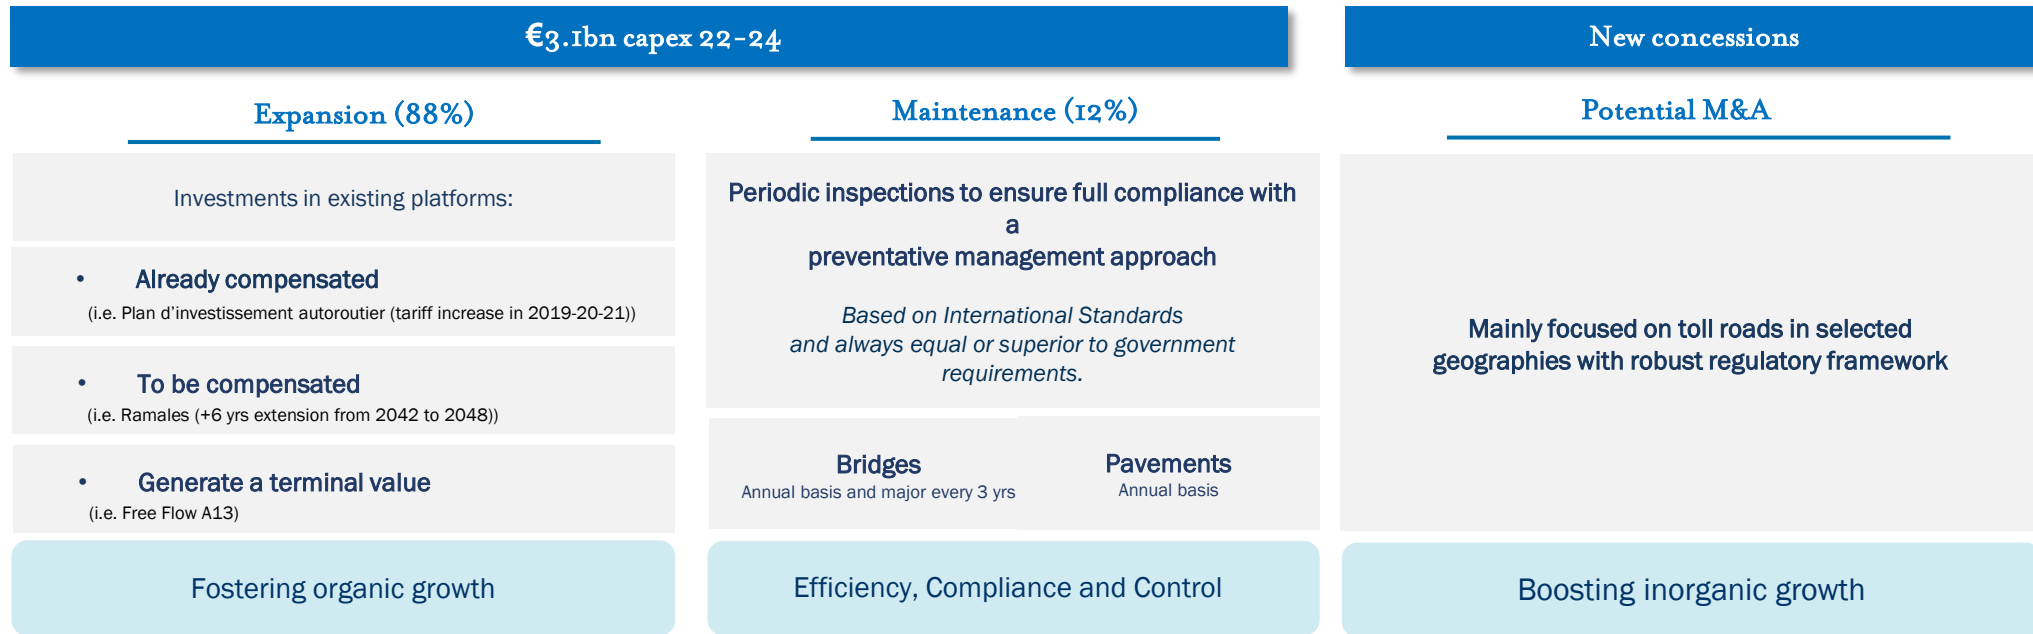 €3.1bn capex 22-24
Expansion (88%)
Investments in existing platforms:
• Already compensated
(i.e. Plan d'investissement autoroutier (tariff increase in 2019-20-21))
• To be compensated
(i.e. Ramales (+6 yrs extension from 2042 to 2048))
• Generate a terminal value
(i.e. Free Flow A13)
Fostering organic growth
Maintenance (12%)
Periodic inspections to ensure full compliance with
a
preventative management approach
Based on International Standards
and always equal or superior to government
requirements.
Bridges
Annual basis and major every 3 yrs
Pavements
Annual basis
Efficiency, Compliance and Control
New concessions
Potential M&A
Mainly focused on toll roads in selected
geographies with robust regulatory framework
Boosting inorganic growth